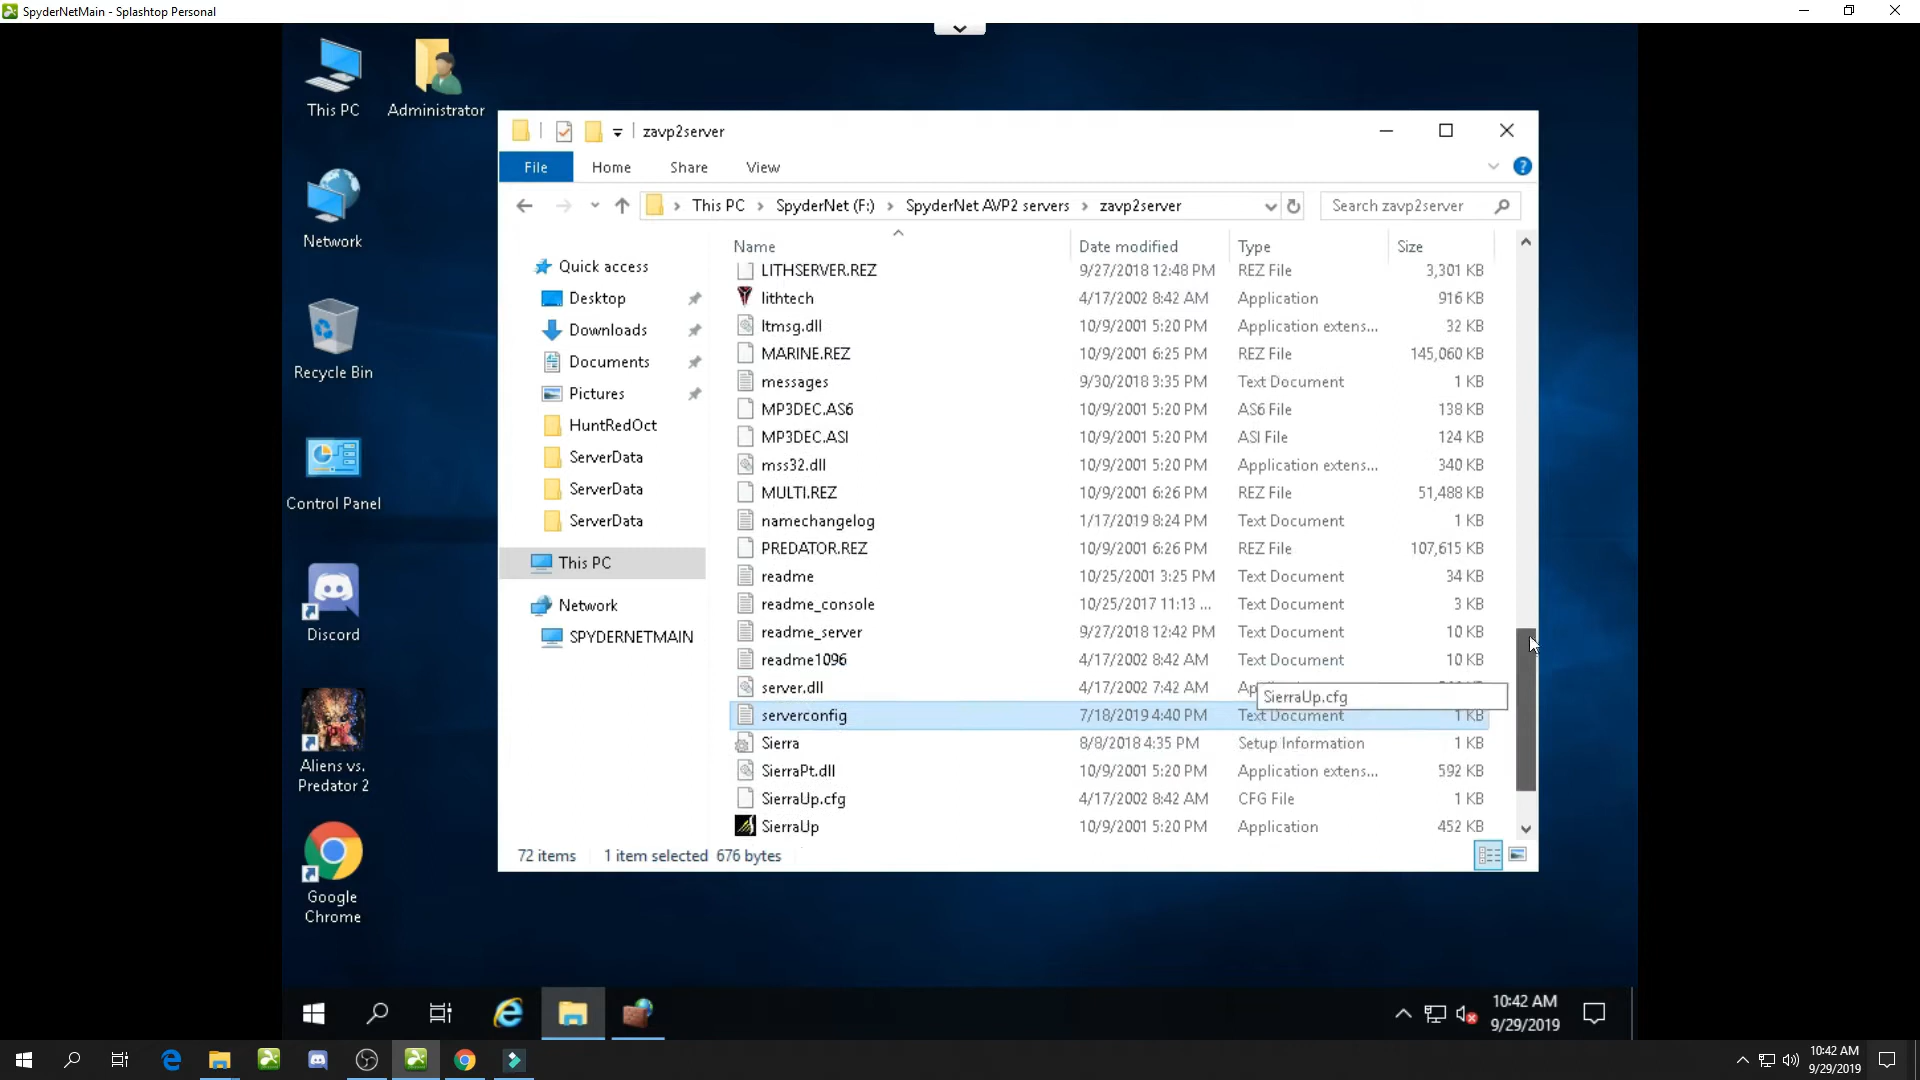 SpyderNetMain - Splashtop Personal
This PC
Administrator
Network
Recycle Bin
Control Panel
Discord
Aliens vs.
Predator 2
Google
Chrome
zavp2server
File Home Share View
This PC > SpyderNet (F:) > SpyderNet AVP2 servers > zavp2server
Search zavp2server
Quick access
Desktop
Downloads
Documents
Pictures
HuntRedOct
ServerData
ServerData
ServerData
This PC
Network
SPYDERNETMAIN
Name Date modified Type Size
LITHSERVER.REZ 9/27/2018 12:48 PM REZ File 3,301 KB
lithtech 4/17/2002 8:42 AM Application 916 KB
ltmsg.dll 10/9/2001 5:20 PM Application extens... 32 KB
MARINE.REZ 10/9/2001 6:25 PM REZ File 145,060 KB
messages 9/30/2018 3:35 PM Text Document 1 KB
MP3DEC.AS6 10/9/2001 5:20 PM AS6 File 138 KB
MP3DEC.ASI 10/9/2001 5:20 PM ASI File 124 KB
mss32.dll 10/9/2001 5:20 PM Application extens... 340 KB
MULTI.REZ 10/9/2001 6:26 PM REZ File 51,488 KB
namechangelog 1/17/2019 8:24 PM Text Document 1 KB
PREDATOR.REZ 10/9/2001 6:26 PM REZ File 107,615 KB
readme 10/25/2001 3:25 PM Text Document 34 KB
readme_console 10/25/2017 11:13 ... Text Document 3 KB
readme_server 9/27/2018 12:42 PM Text Document 10 KB
readme1096 4/17/2002 8:42 AM Text Document 10 KB
server.dll 4/17/2002 7:42 AM
SierraUp.cfg
serverconfig 7/18/2019 4:40 PM Text Document 1 KB
Sierra 8/8/2018 4:35 PM Setup Information 1 KB
SierraPt.dll 10/9/2001 5:20 PM Application extens... 592 KB
SierraUp.cfg 4/17/2002 8:42 AM CFG File 1 KB
SierraUp 10/9/2001 5:20 PM Application 452 KB
72 items 1 item selected 676 bytes
10:42 AM
9/29/2019
10:42 AM
9/29/2019